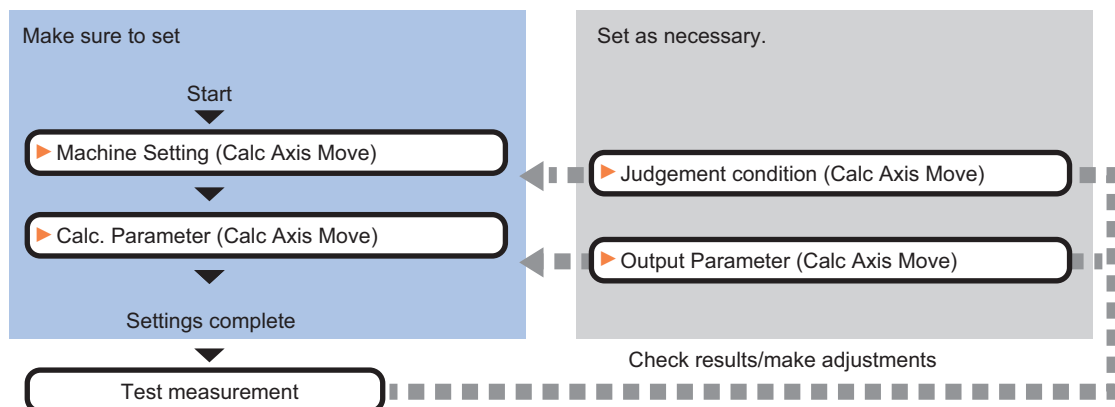 Make sure to set
Start
Machine Setting (Calc Axis Move)
Calc. Parameter (Calc Axis Move)
Settings complete
Test measurement
Set as necessary.
Judgement condition (Calc Axis Move)
Output Parameter (Calc Axis Move)
Check results/make adjustments